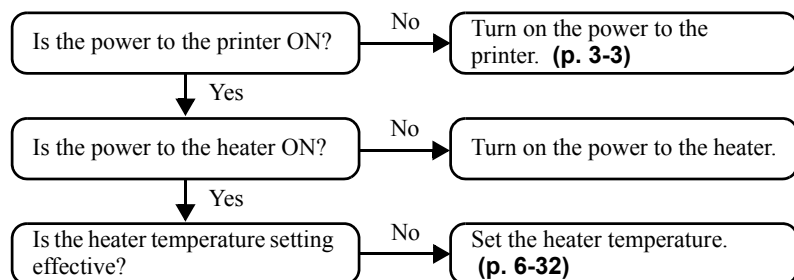 Is the power to the printer ON?
No
Turn on the power to the
printer. (p. 3-3)
Yes
Is the power to the heater ON?
No
Turn on the power to the heater.
Yes
Is the heater temperature setting
effective?
No
Set the heater temperature.
(p. 6-32)